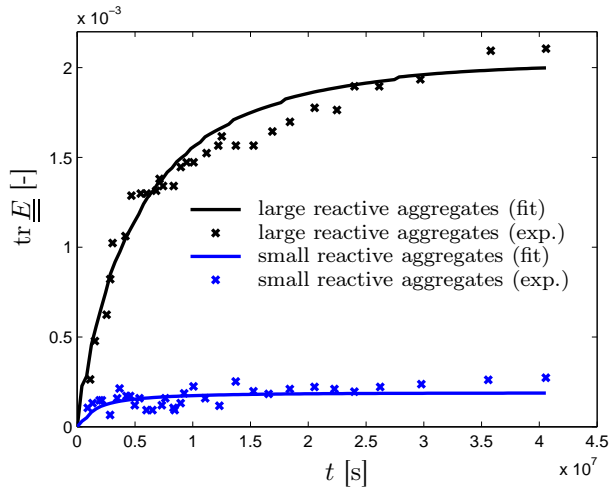 x 10⁻³
2
1.5
1
0.5
0
tr E [-]
large reactive aggregates (fit)
large reactive aggregates (exp.)
small reactive aggregates (fit)
small reactive aggregates (exp.)
0 0.5 1 1.5 2 2.5 3 3.5 4 4.5
t [s]
x 10⁷